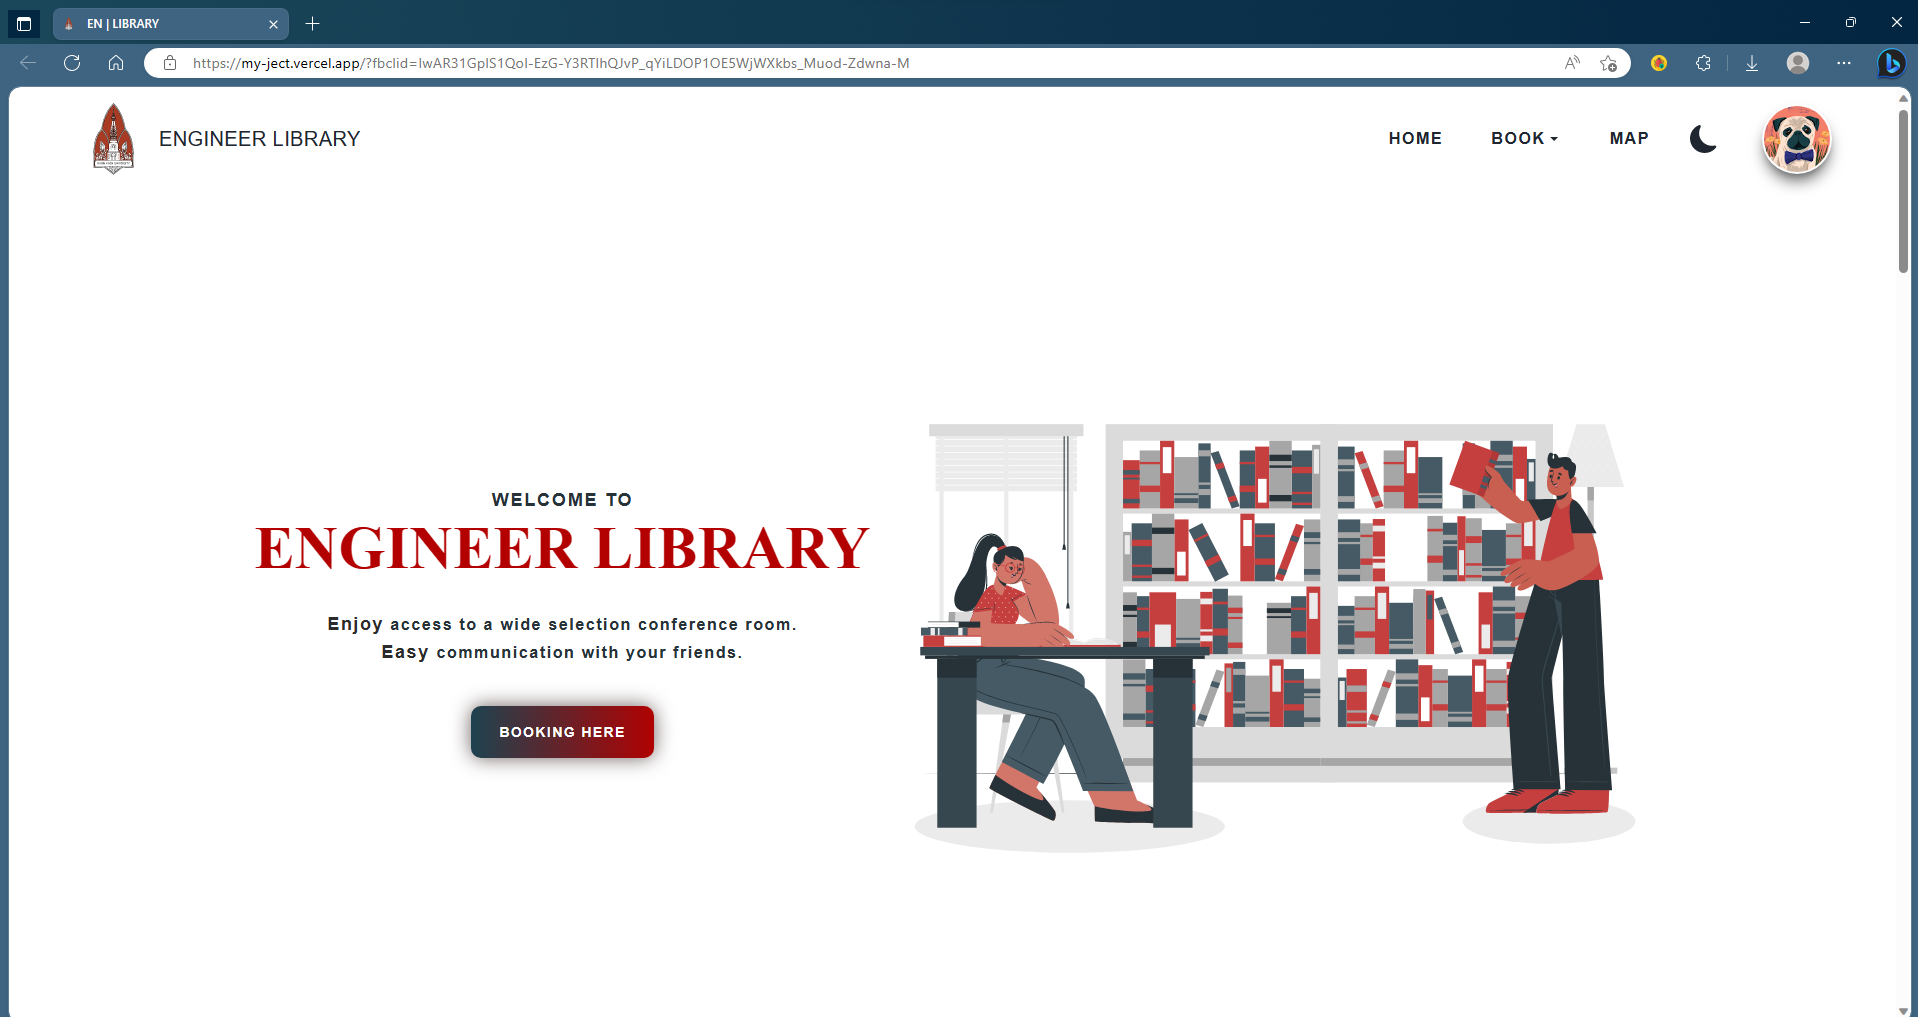 EN | LIBRARY
https://my-ject.vercel.app/?fbclid=IwAR31GpIS1QoI-EzG-Y3RTlhQJvP_qYiLDOP1OE5WjWXkbs_Muod-Zdwna-M
ENGINEER LIBRARY
HOME
BOOK
MAP
WELCOME TO
ENGINEER LIBRARY
Enjoy access to a wide selection conference room.
Easy communication with your friends.
BOOKING HERE